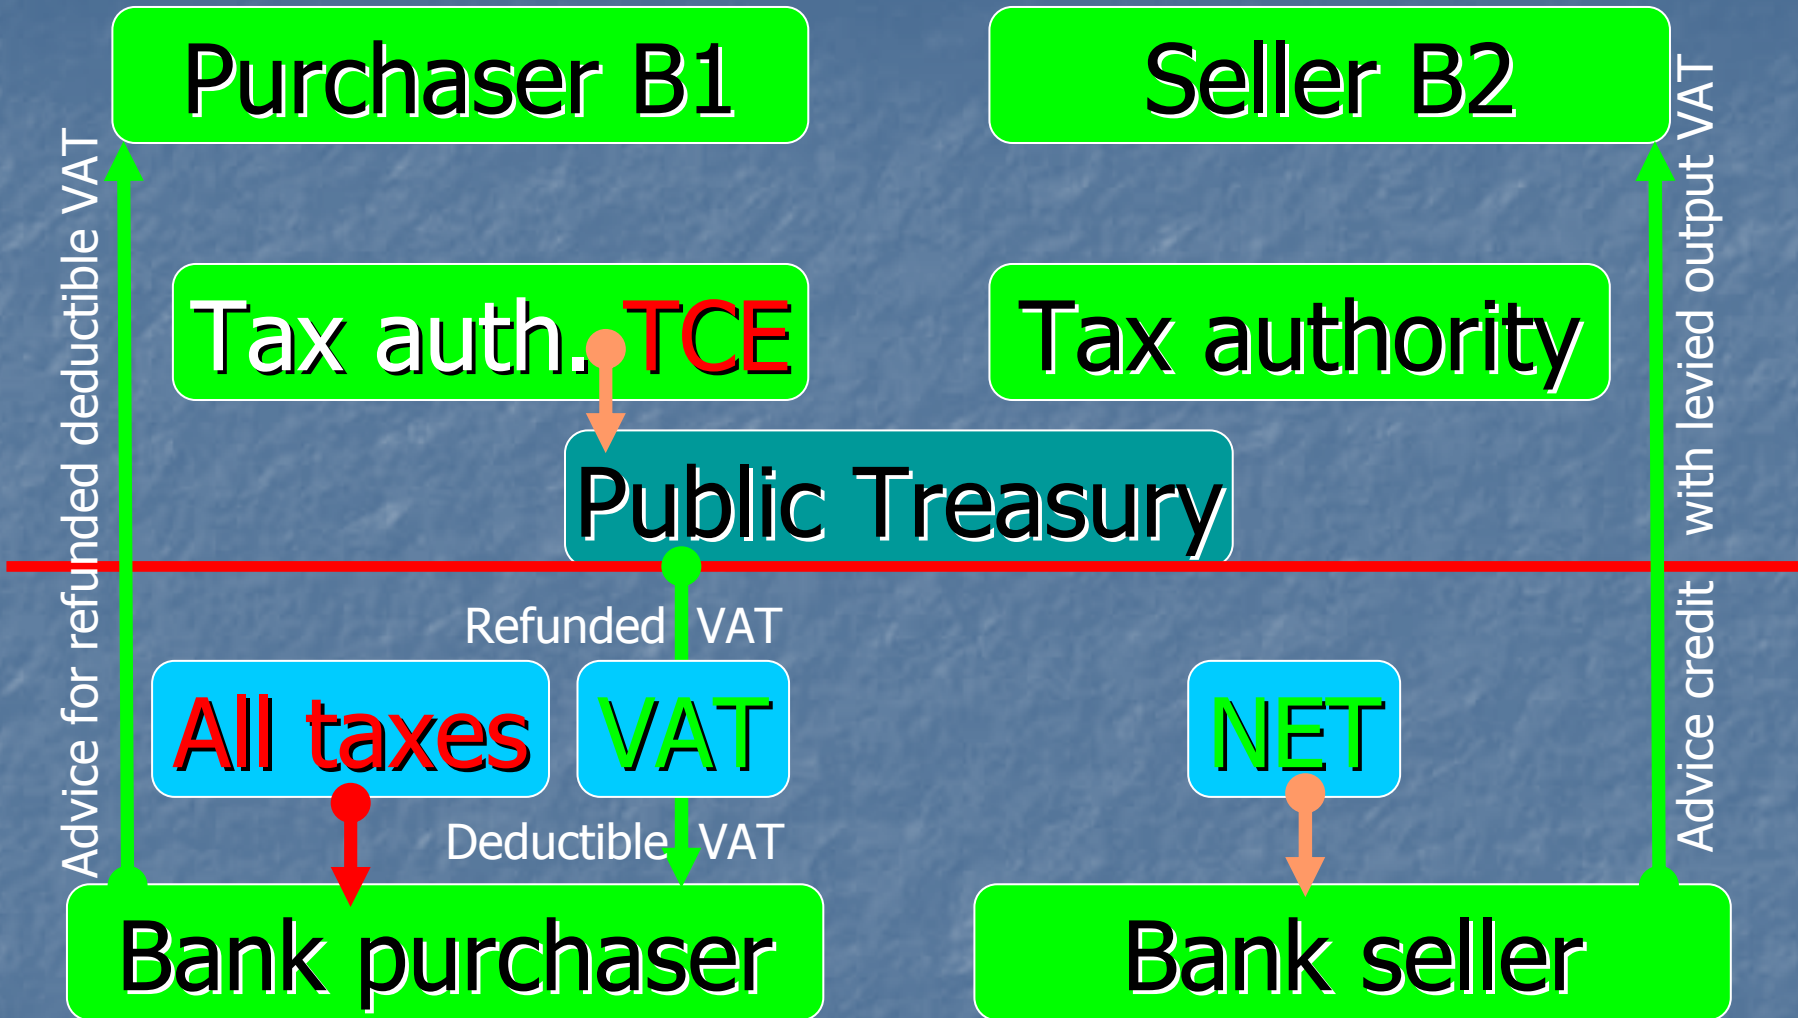 Purchaser B1
Seller B2
Advice for refunded deductible VAT
Advice credit with levied output VAT
Tax auth. TCE
Tax authority
Public Treasury
Refunded VAT
All taxes
VAT
NET
Deductible VAT
Bank purchaser
Bank seller